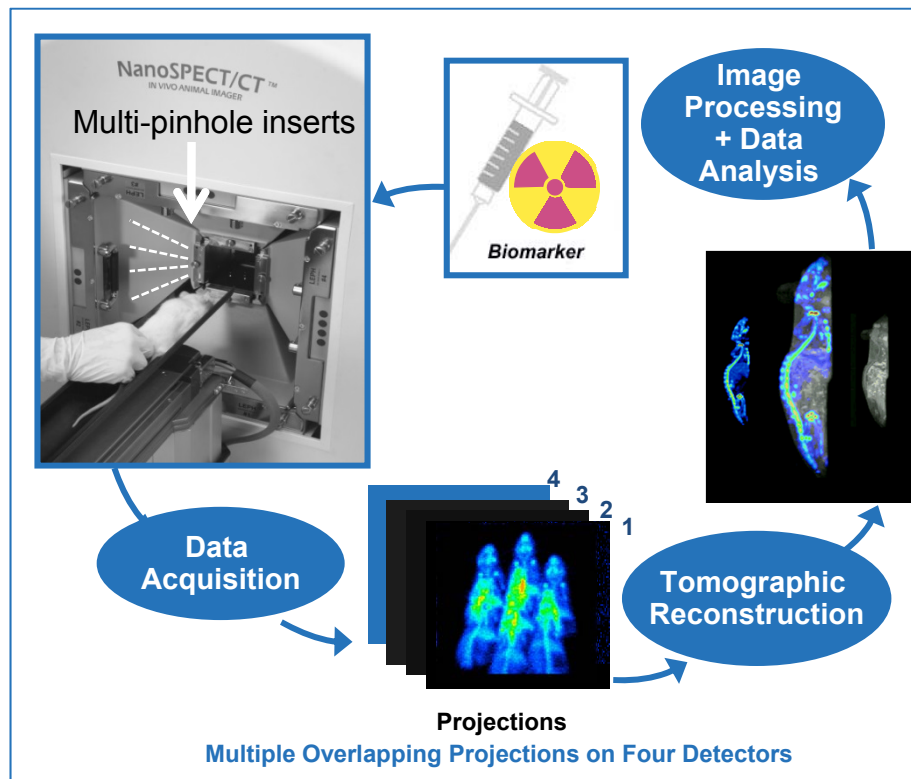 NanoSPECT/CT™
IN VIVO ANIMAL IMAGER
Multi-pinhole inserts
Biomarker
Image
Processing
+ Data
Analysis
Data
Acquisition
4
3
2
1
Tomographic
Reconstruction
Projections
Multiple Overlapping Projections on Four Detectors